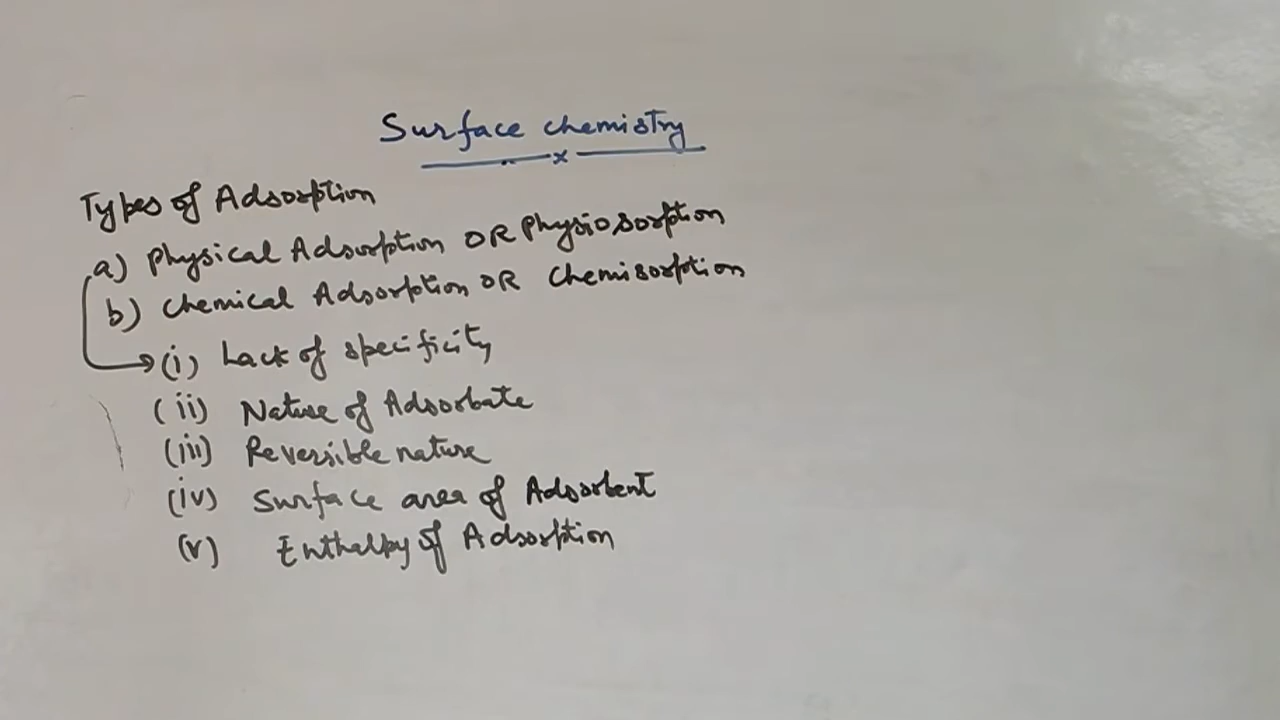 Surface chemistry
Types of Adsorption
a) Physical Adsorption OR Physiosorption
b) Chemical Adsorption OR Chemisorption
(i) Lack of specificity
(ii) Nature of Adsorbate
(iii) Reversible nature
(iv) Surface area of Adsorbent
(v) Enthalpy of Adsorption